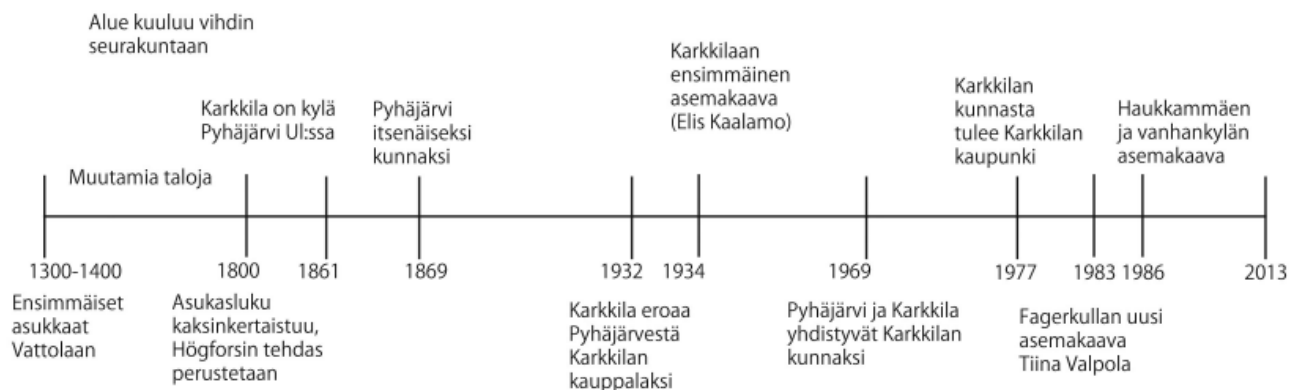 Alue kuuluu vihdin
seurakuntaan
Karkkila on kylä
Pyhäjärvi Ul:ssa
Pyhäjärvi
itsenäiseksi
kunnaksi
Karkkilaan
ensimmäinen
asemakaava
(Elis Kaalamo)
Karkkilan
kunnasta
tulee Karkkilan
kaupunki
Haukkammäen
ja vanhankylän
asemakaava
Muutamia taloja
1300-1400
1800
1861
1869
1932
1934
1969
1977
1983
1986
2013
Ensimmäiset
asukkaat
Vattolaan
Asukasluku
kaksinkertaistuu,
Högforsin tehdas
perustetaan
Karkkila eroaa
Pyhäjärvestä
Karkkilan
kauppalaksi
Pyhäjärvi ja Karkkila
yhdistyvät Karkkilan
kunnaksi
Fagerkullan uusi
asemakaava
Tiina Valpola